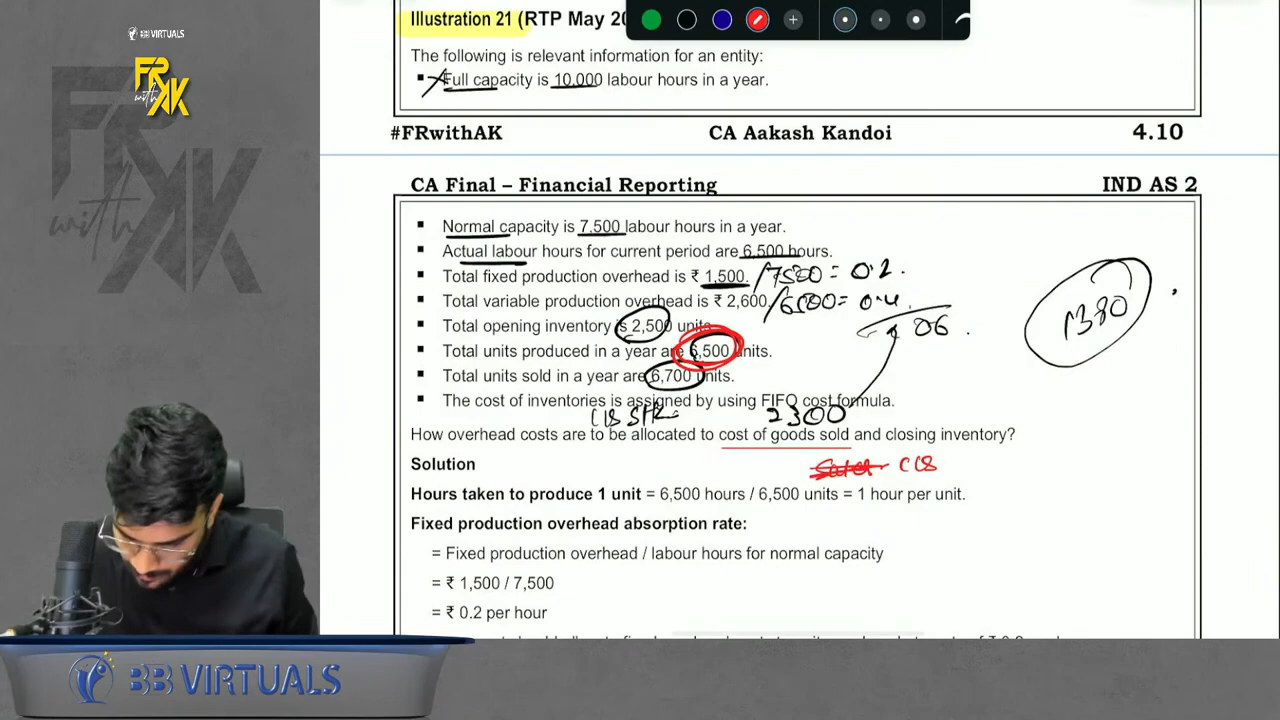 BB VIRTUALS
FR
with
AK
Illustration 21 (RTP May 20
The following is relevant information for an entity:
▪ Full capacity is 10,000 labour hours in a year.
#FRwithAK CA Aakash Kandoi 4.10
CA Final – Financial Reporting IND AS 2
▪ Normal capacity is 7,500 labour hours in a year.
▪ Actual labour hours for current period are 6,500 hours.
▪ Total fixed production overhead is ₹ 1,500. /7500 = 0.2.
▪ Total variable production overhead is ₹ 2,600. /6500 = 0.4.
▪ Total opening inventory is 2,500 units. 06
1380
▪ Total units produced in a year are 6,500 units.
▪ Total units sold in a year are 6,700 units.
▪ The cost of inventories is assigned by using FIFO cost formula.
2300
How overhead costs are to be allocated to cost of goods sold and closing inventory?
Solution
Hours taken to produce 1 unit = 6,500 hours / 6,500 units = 1 hour per unit.
Fixed production overhead absorption rate:
= Fixed production overhead / labour hours for normal capacity
= ₹ 1,500 / 7,500
= ₹ 0.2 per hour
BB VIRTUALS